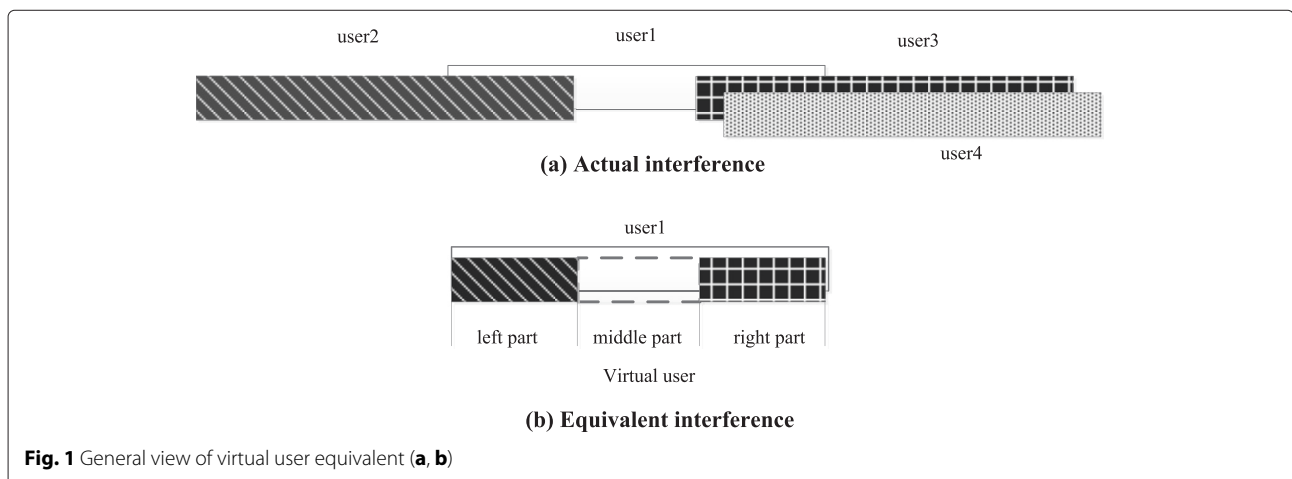 user2 user1 user3
user4
(a) Actual interference
user1
left part middle part right part
Virtual user
(b) Equivalent interference
Fig. 1 General view of virtual user equivalent (a, b)